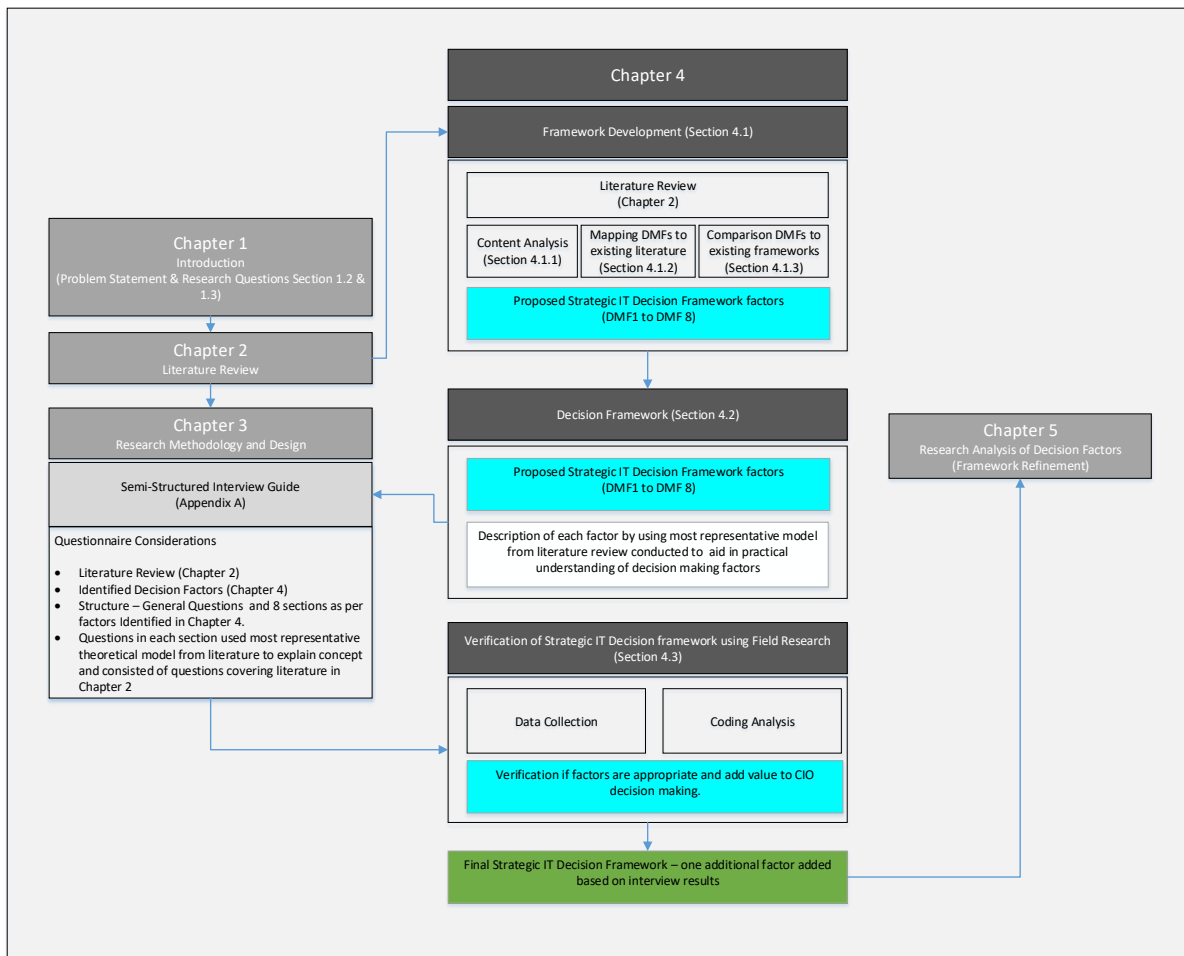 Chapter 1
Introduction
(Problem Statement & Research Questions Section 1.2 &
1.3)
Chapter 2
Literature Review
Chapter 3
Research Methodology and Design
Semi-Structured Interview Guide
(Appendix A)
Questionnaire Considerations
• Literature Review (Chapter 2)
• Identified Decision Factors (Chapter 4)
• Structure – General Questions and 8 sections as per
factors Identified in Chapter 4.
• Questions in each section used most representative
theoretical model from literature to explain concept
and consisted of questions covering literature in
Chapter 2
Chapter 4
Framework Development (Section 4.1)
Literature Review
(Chapter 2)
Content Analysis
(Section 4.1.1)
Mapping DMFs to
existing literature
(Section 4.1.2)
Comparison DMFs to
existing frameworks
(Section 4.1.3)
Proposed Strategic IT Decision Framework factors
(DMF1 to DMF 8)
Decision Framework (Section 4.2)
Proposed Strategic IT Decision Framework factors
(DMF1 to DMF 8)
Description of each factor by using most representative model
from literature review conducted to aid in practical
understanding of decision making factors
Verification of Strategic IT Decision framework using Field Research
(Section 4.3)
Data Collection
Coding Analysis
Verification if factors are appropriate and add value to CIO
decision making.
Final Strategic IT Decision Framework – one additional factor added
based on interview results
Chapter 5
Research Analysis of Decision Factors
(Framework Refinement)